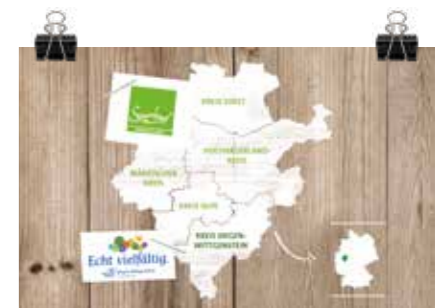 KREIS SOEST
HOCHSAUERLAND-
KREIS
MÄRKISCHER
KREIS
KREIS OLPE
KREIS SIEGEN-
WITTGENSTEIN
Echt vielfältig.